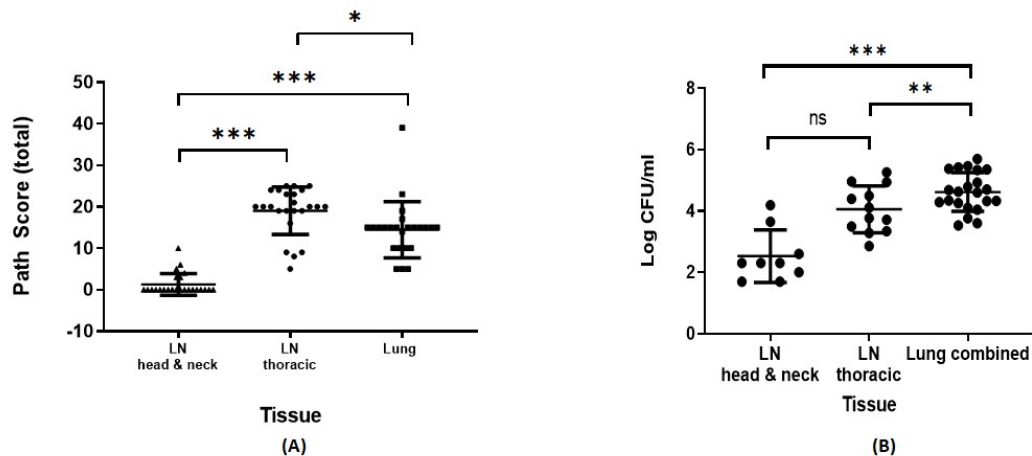 *
***
***
50
40
30
20
10
0
-10
Path Score (total)
LN
head & neck
LN
thoracic
Lung
Tissue
(A)
***
**
ns
8
6
4
2
0
Log CFU/ml
LN
head & neck
LN
thoracic
Lung combined
Tissue
(B)